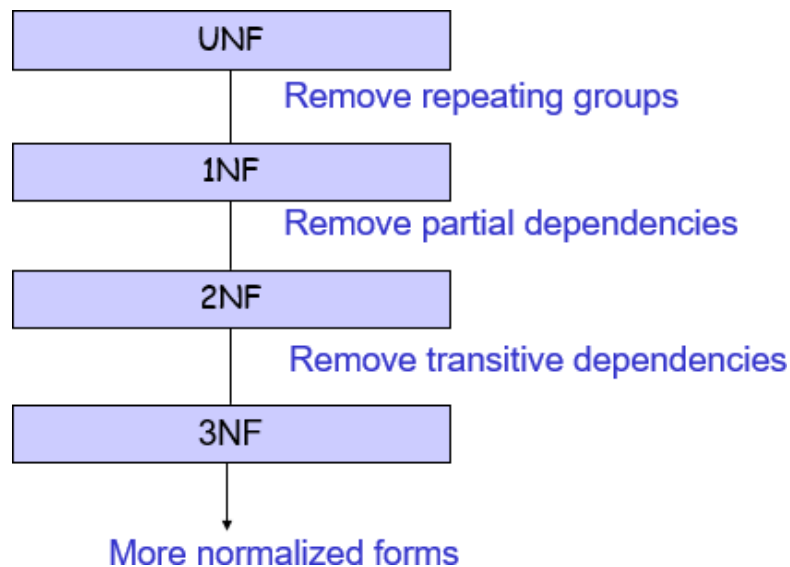 UNF
Remove repeating groups
1NF
Remove partial dependencies
2NF
Remove transitive dependencies
3NF
More normalized forms